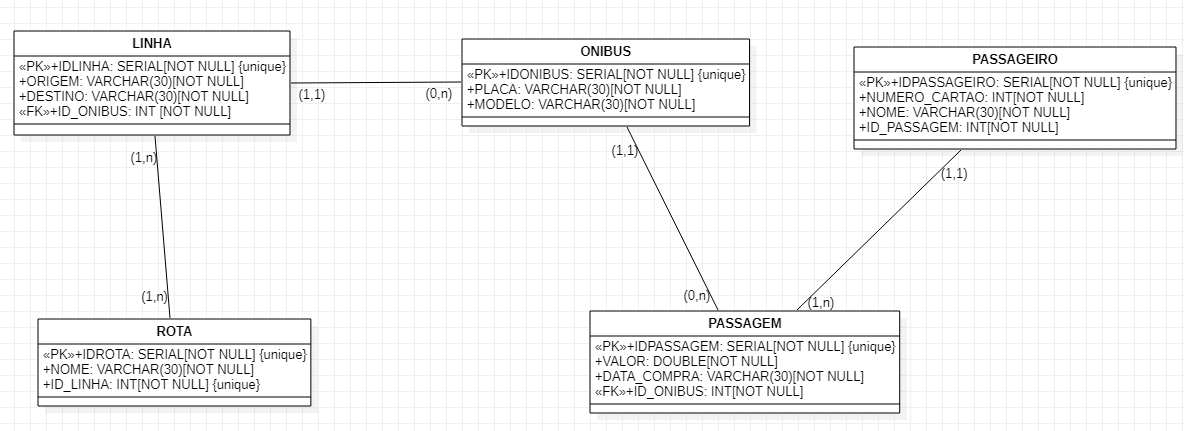 LINHA
«PK»+IDLINHA: SERIAL[NOT NULL] {unique}
+ORIGEM: VARCHAR(30)[NOT NULL]
+DESTINO: VARCHAR(30)[NOT NULL]
«FK»+ID_ONIBUS: INT [NOT NULL]
(1,1)
(0,n)
ONIBUS
«PK»+IDONIBUS: SERIAL[NOT NULL] {unique}
+PLACA: VARCHAR(30)[NOT NULL]
+MODELO: VARCHAR(30)[NOT NULL]
PASSAGEIRO
«PK»+IDPASSAGEIRO: SERIAL[NOT NULL] {unique}
+NUMERO_CARTAO: INT[NOT NULL]
+NOME: VARCHAR(30)[NOT NULL]
+ID_PASSAGEM: INT[NOT NULL]
(1,n)
(1,1)
(1,1)
(1,n)
(0,n)
(1,n)
ROTA
«PK»+IDROTA: SERIAL[NOT NULL] {unique}
+NOME: VARCHAR(30)[NOT NULL]
+ID_LINHA: INT[NOT NULL] {unique}
PASSAGEM
«PK»+IDPASSAGEM: SERIAL[NOT NULL] {unique}
+VALOR: DOUBLE[NOT NULL]
+DATA_COMPRA: VARCHAR(30)[NOT NULL]
«FK»+ID_ONIBUS: INT[NOT NULL]